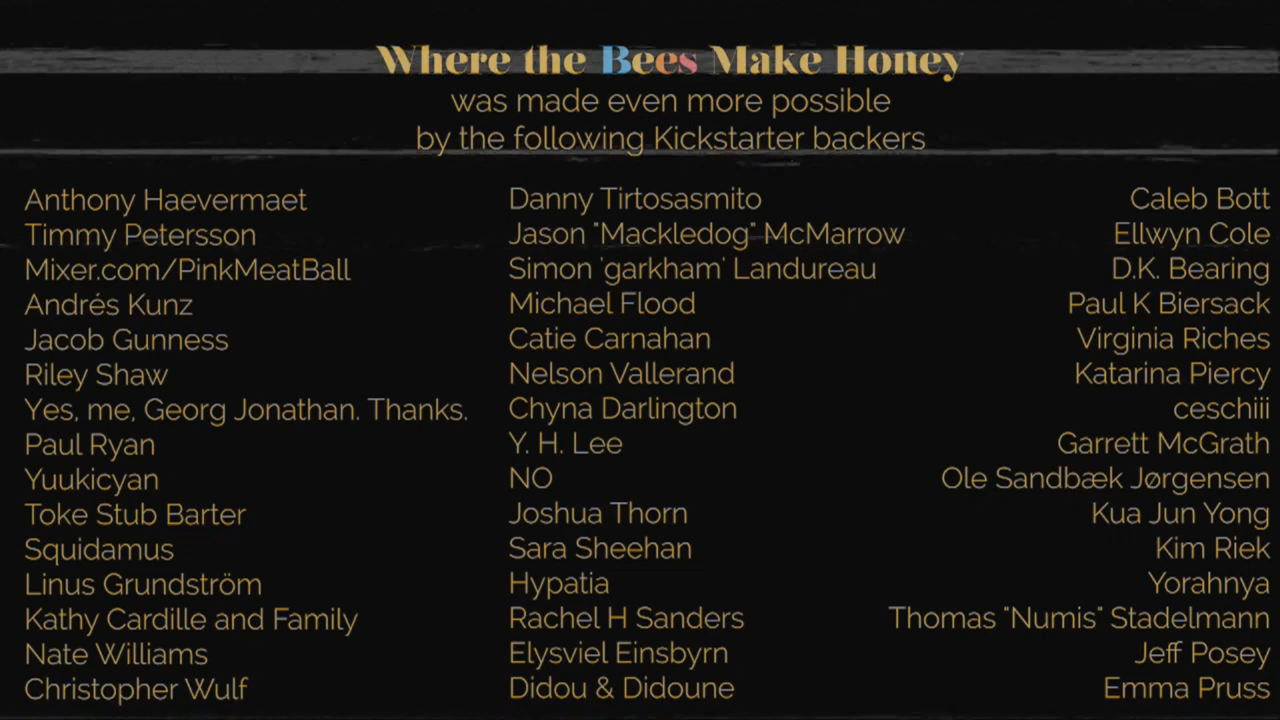 Where the Bees Make Honey
was made even more possible
by the following Kickstarter backers
Anthony Haevermaet
Timmy Petersson
Mixer.com/PinkMeatBall
Andrés Kunz
Jacob Gunness
Riley Shaw
Yes, me, Georg Jonathan. Thanks.
Paul Ryan
Yuukicyan
Toke Stub Barter
Squidamus
Linus Grundström
Kathy Cardille and Family
Nate Williams
Christopher Wulf
Danny Tirtosasmito
Jason "Mackledog" McMarrow
Simon 'garkham' Landureau
Michael Flood
Catie Carnahan
Nelson Vallerand
Chyna Darlington
Y. H. Lee
NO
Joshua Thorn
Sara Sheehan
Hypatia
Rachel H Sanders
Elysviel Einsbyrn
Didou & Didoune
Caleb Bott
Ellwyn Cole
D.K. Bearing
Paul K Biersack
Virginia Riches
Katarina Piercy
ceschiii
Garrett McGrath
Ole Sandbæk Jørgensen
Kua Jun Yong
Kim Riek
Yorahnya
Thomas "Numis" Stadelmann
Jeff Posey
Emma Pruss